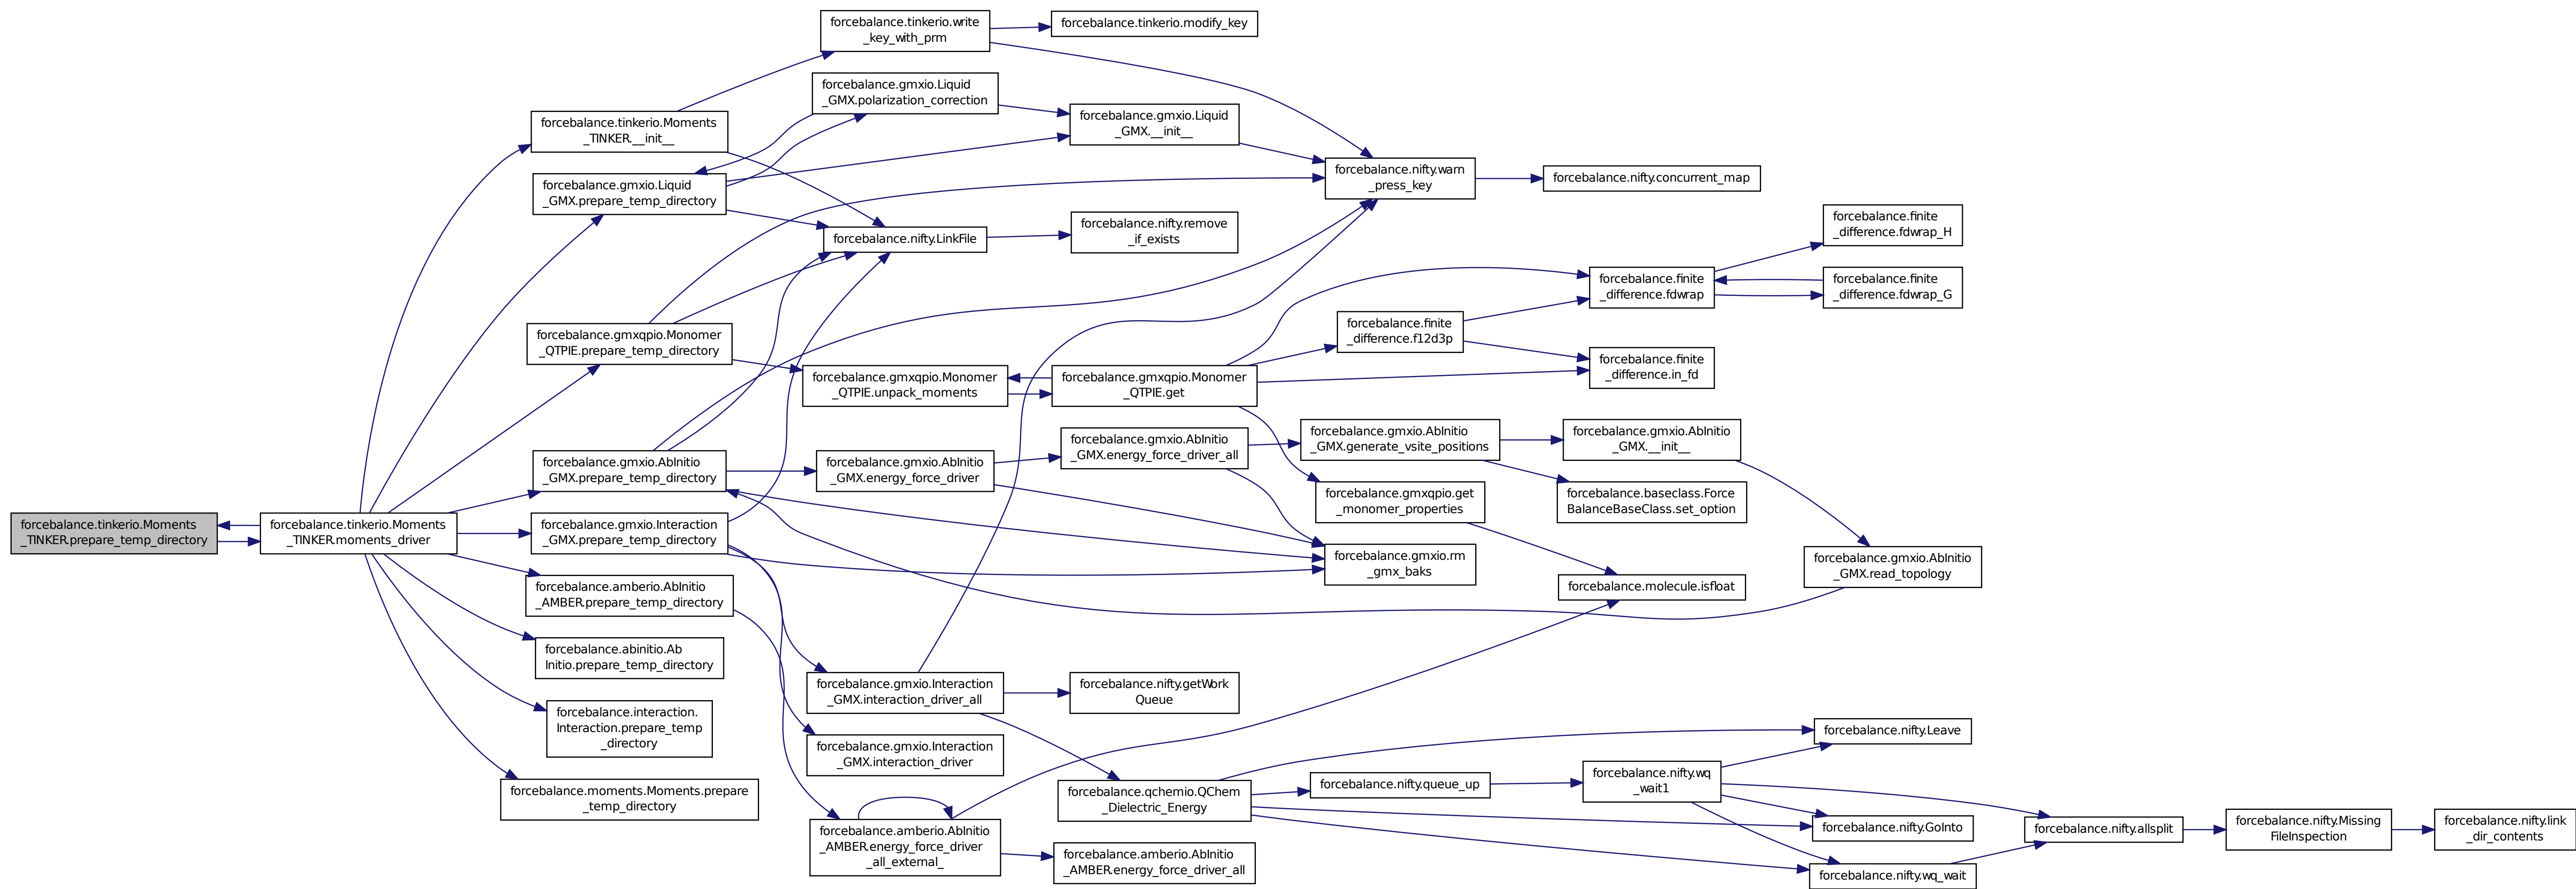 forcebalance.tinkerio.Moments
_TINKER.prepare_temp_directory
forcebalance.tinkerio.Moments
_TINKER.moments_driver
forcebalance.tinkerio.Moments
_TINKER.__init__
forcebalance.gmxio.Liquid
_GMX.prepare_temp_directory
forcebalance.gmxqpio.Monomer
_QTPIE.prepare_temp_directory
forcebalance.gmxio.AbInitio
_GMX.prepare_temp_directory
forcebalance.gmxio.Interaction
_GMX.prepare_temp_directory
forcebalance.amberio.AbInitio
_AMBER.prepare_temp_directory
forcebalance.abinitio.Ab
Initio.prepare_temp_directory
forcebalance.interaction.
Interaction.prepare_temp
_directory
forcebalance.moments.Moments.prepare
_temp_directory
forcebalance.tinkerio.write
_key_with_prm
forcebalance.gmxio.Liquid
_GMX.polarization_correction
forcebalance.nifty.LinkFile
forcebalance.gmxqpio.Monomer
_QTPIE.unpack_moments
forcebalance.gmxio.AbInitio
_GMX.energy_force_driver
forcebalance.gmxio.Interaction
_GMX.interaction_driver_all
forcebalance.gmxio.Interaction
_GMX.interaction_driver
forcebalance.amberio.AbInitio
_AMBER.energy_force_driver
_all_external_
forcebalance.tinkerio.modify_key
forcebalance.gmxio.Liquid
_GMX.__init__
forcebalance.nifty.remove
_if_exists
forcebalance.gmxqpio.Monomer
_QTPIE.get
forcebalance.gmxio.AbInitio
_GMX.energy_force_driver_all
forcebalance.nifty.getWork
Queue
forcebalance.qchemio.QChem
_Dielectric_Energy
forcebalance.amberio.AbInitio
_AMBER.energy_force_driver_all
forcebalance.nifty.warn
_press_key
forcebalance.finite
_difference.f12d3p
forcebalance.gmxio.AbInitio
_GMX.generate_vsite_positions
forcebalance.gmxqpio.get
_monomer_properties
forcebalance.gmxio.rm
_gmx_baks
forcebalance.nifty.queue_up
forcebalance.nifty.concurrent_map
forcebalance.finite
_difference.fdwrap
forcebalance.finite
_difference.in_fd
forcebalance.gmxio.AbInitio
_GMX.__init__
forcebalance.baseclass.Force
BalanceBaseClass.set_option
forcebalance.molecule.isfloat
forcebalance.nifty.wq
_wait1
forcebalance.finite
_difference.fdwrap_H
forcebalance.finite
_difference.fdwrap_G
forcebalance.gmxio.AbInitio
_GMX.read_topology
forcebalance.nifty.Leave
forcebalance.nifty.GoInto
forcebalance.nifty.wq_wait
forcebalance.nifty.allsplit
forcebalance.nifty.Missing
FileInspection
forcebalance.nifty.link
_dir_contents